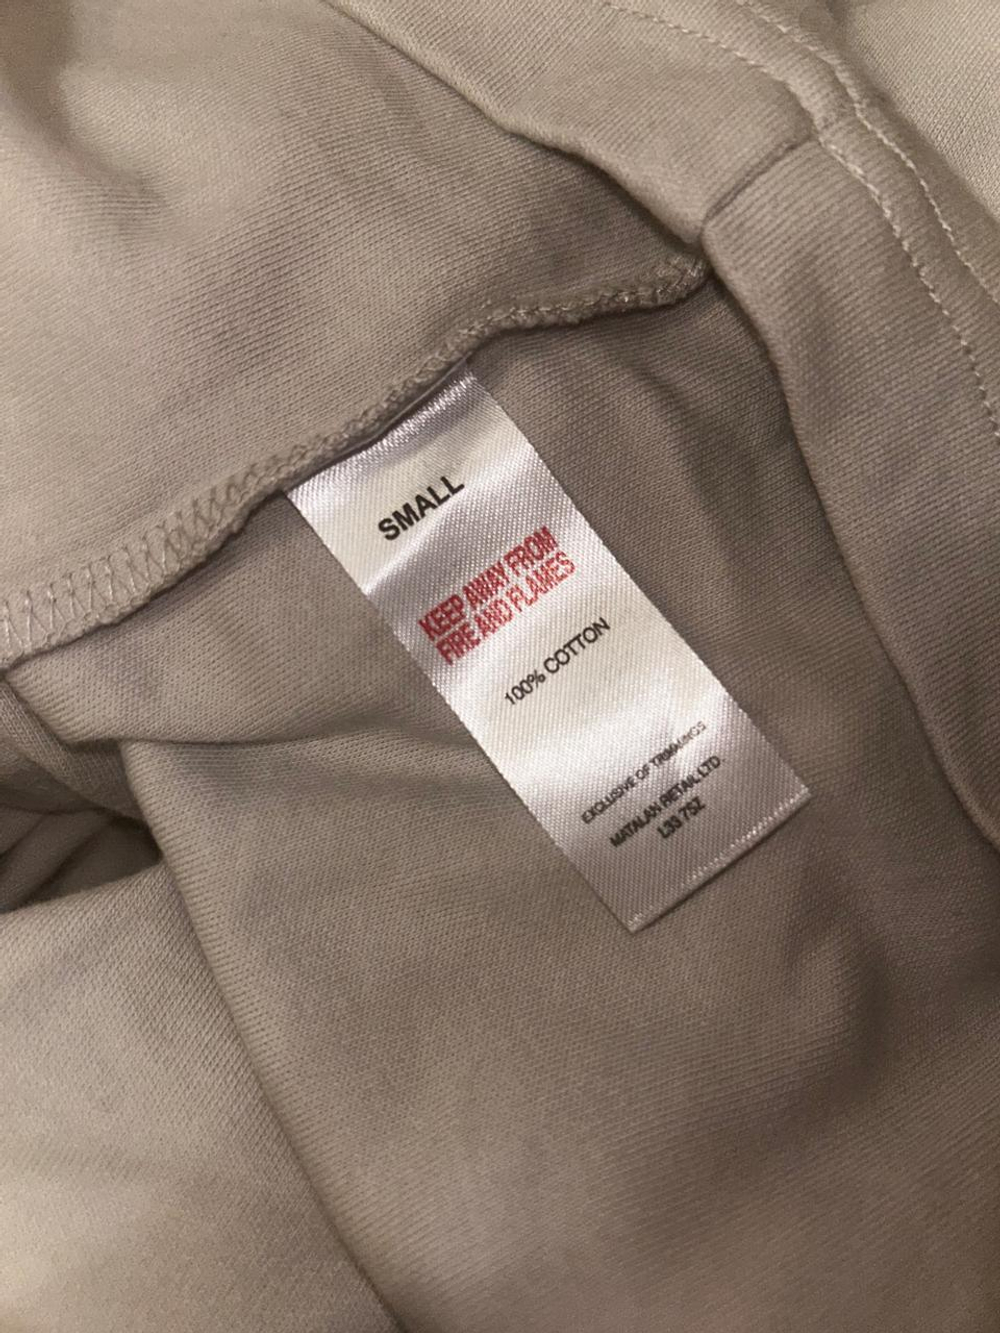 SMALL
KEEP AWAY FROM
FIRE AND FLAMES
100% COTTON
EXCLUSIVE OF TRIMMINGS
MATALAN RETAIL LTD
L33 7SZ